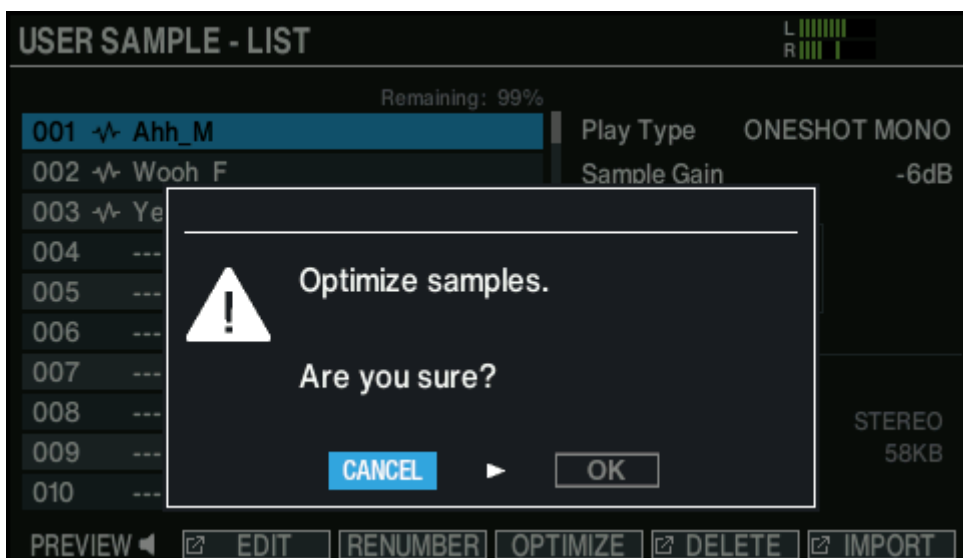 USER SAMPLE - LIST
L
R
Remaining: 99%
001 Ahh_M
002 Wooh_F
003 Ye
004 ---
005 ---
006 ---
007 ---
008 ---
009 ---
010 ---
Play Type ONESHOT MONO
Sample Gain -6dB
Optimize samples.
Are you sure?
CANCEL OK
STEREO
58KB
PREVIEW EDIT RENUMBER OPTIMIZE DELETE IMPORT